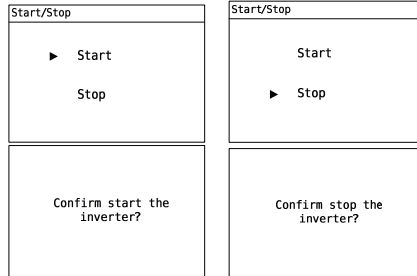 Start/Stop
▶ Start
Stop
Start/Stop
Start
▶ Stop
Confirm start the
inverter?
Confirm stop the
inverter?